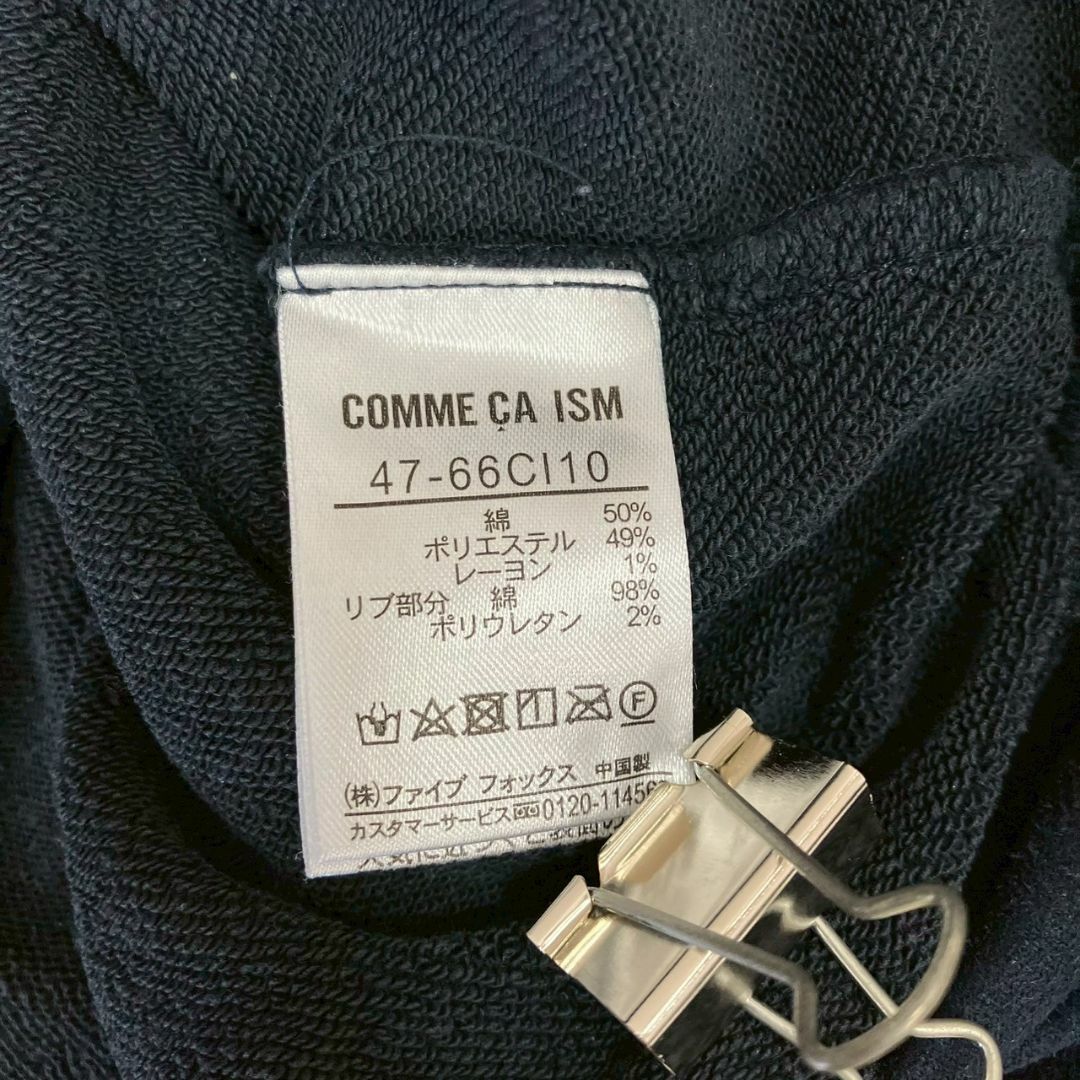 COMME ÇA ISM
47-66CI10
綿 50%
ポリエステル 49%
レーヨン 1%
リブ部分 綿 98%
ポリウレタン 2%
F
(株)ファイブ フォックス 中国製
カスタマーサービス 0120-11456